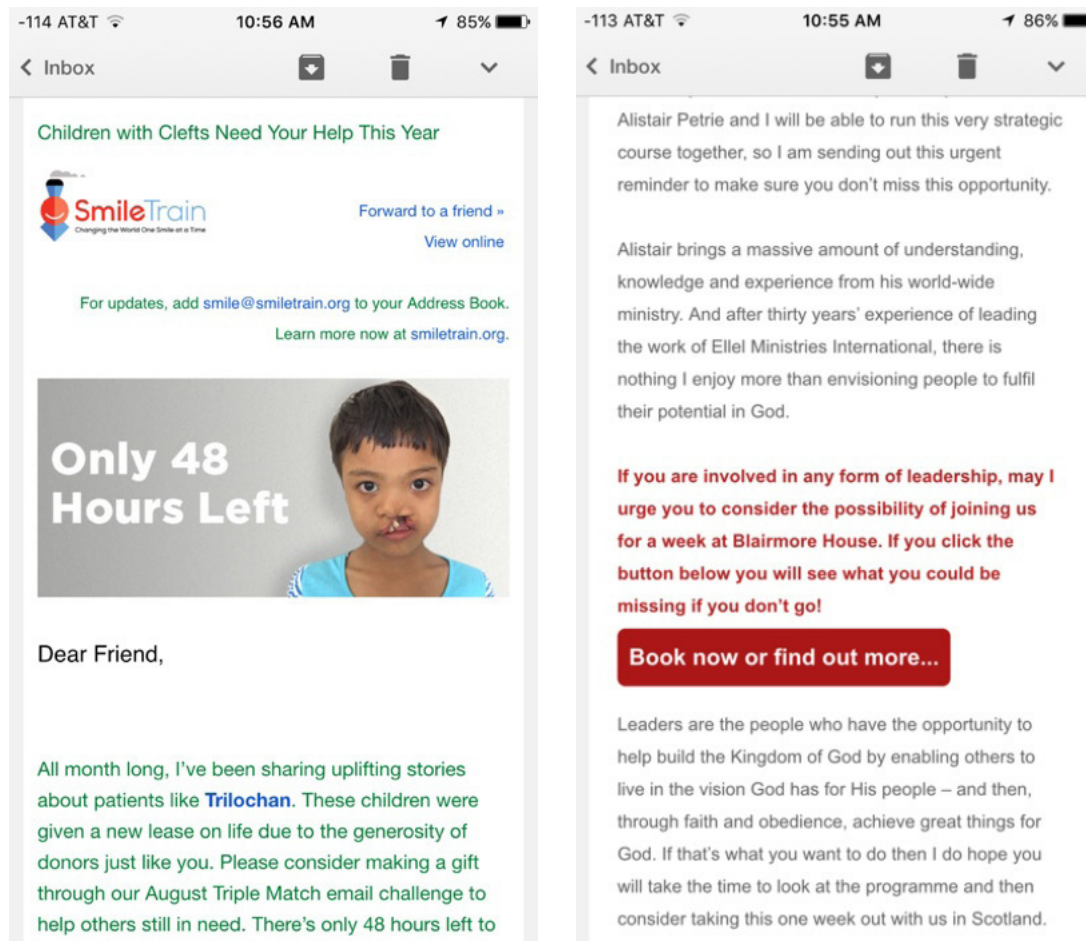 -114 AT&T
10:56 AM
85%
Inbox
Children with Clefts Need Your Help This Year
SmileTrain
Changing the World One Smile at a Time
Forward to a friend »
View online
For updates, add smile@smiletrain.org to your Address Book.
Learn more now at smiletrain.org.
Only 48
Hours Left
Dear Friend,
All month long, I've been sharing uplifting stories
about patients like Trilochan. These children were
given a new lease on life due to the generosity of
donors just like you. Please consider making a gift
through our August Triple Match email challenge to
help others still in need. There's only 48 hours left to
-113 AT&T
10:55 AM
86%
Inbox
Alistair Petrie and I will be able to run this very strategic
course together, so I am sending out this urgent
reminder to make sure you don't miss this opportunity.
Alistair brings a massive amount of understanding,
knowledge and experience from his world-wide
ministry. And after thirty years' experience of leading
the work of Ellel Ministries International, there is
nothing I enjoy more than envisioning people to fulfil
their potential in God.
If you are involved in any form of leadership, may I
urge you to consider the possibility of joining us
for a week at Blairmore House. If you click the
button below you will see what you could be
missing if you don't go!
Book now or find out more...
Leaders are the people who have the opportunity to
help build the Kingdom of God by enabling others to
live in the vision God has for His people – and then,
through faith and obedience, achieve great things for
God. If that's what you want to do then I do hope you
will take the time to look at the programme and then
consider taking this one week out with us in Scotland.